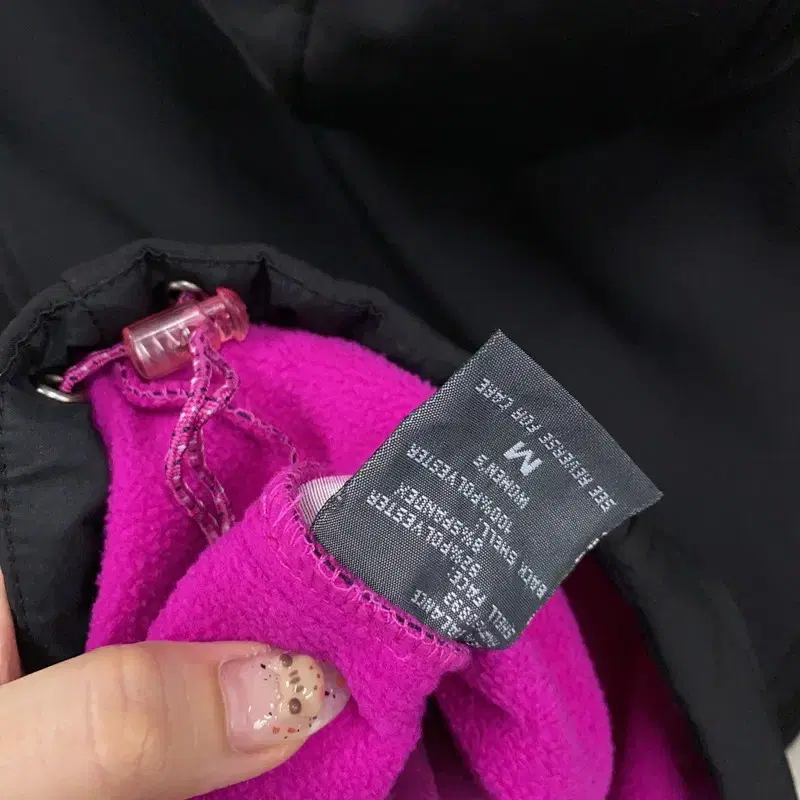 SHELL FACE
92%POLYESTER
8%SPANDEX
BACK SHELL
100%POLYESTER
WOMEN'S
M
SEE REVERSE FOR CARE